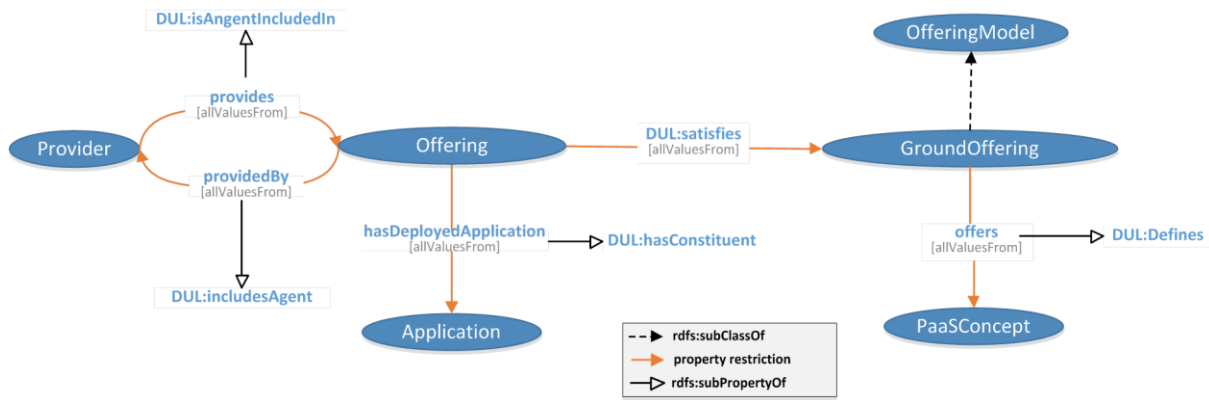 DUL:isAngentIncludedIn
OfferingModel
provides
[allValuesFrom]
Provider
Offering
DUL:satisfies
[allValuesFrom]
GroundOffering
providedBy
[allValuesFrom]
hasDeployedApplication
[allValuesFrom]
DUL:hasConstituent
offers
[allValuesFrom]
DUL:Defines
DUL:includesAgent
Application
PaaSConcept
rdfs:subClassOf
property restriction
rdfs:subPropertyOf